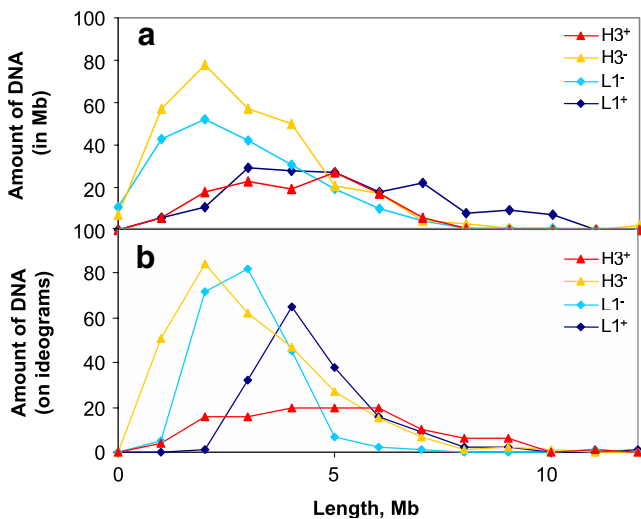 a
Amount of DNA
(in Mb)
100
80
60
40
20
0
H3+
H3-
L1-
L1+
b
Amount of DNA
(on ideograms)
100
80
60
40
20
0
H3+
H3-
L1-
L1+
0
5
10
Length, Mb